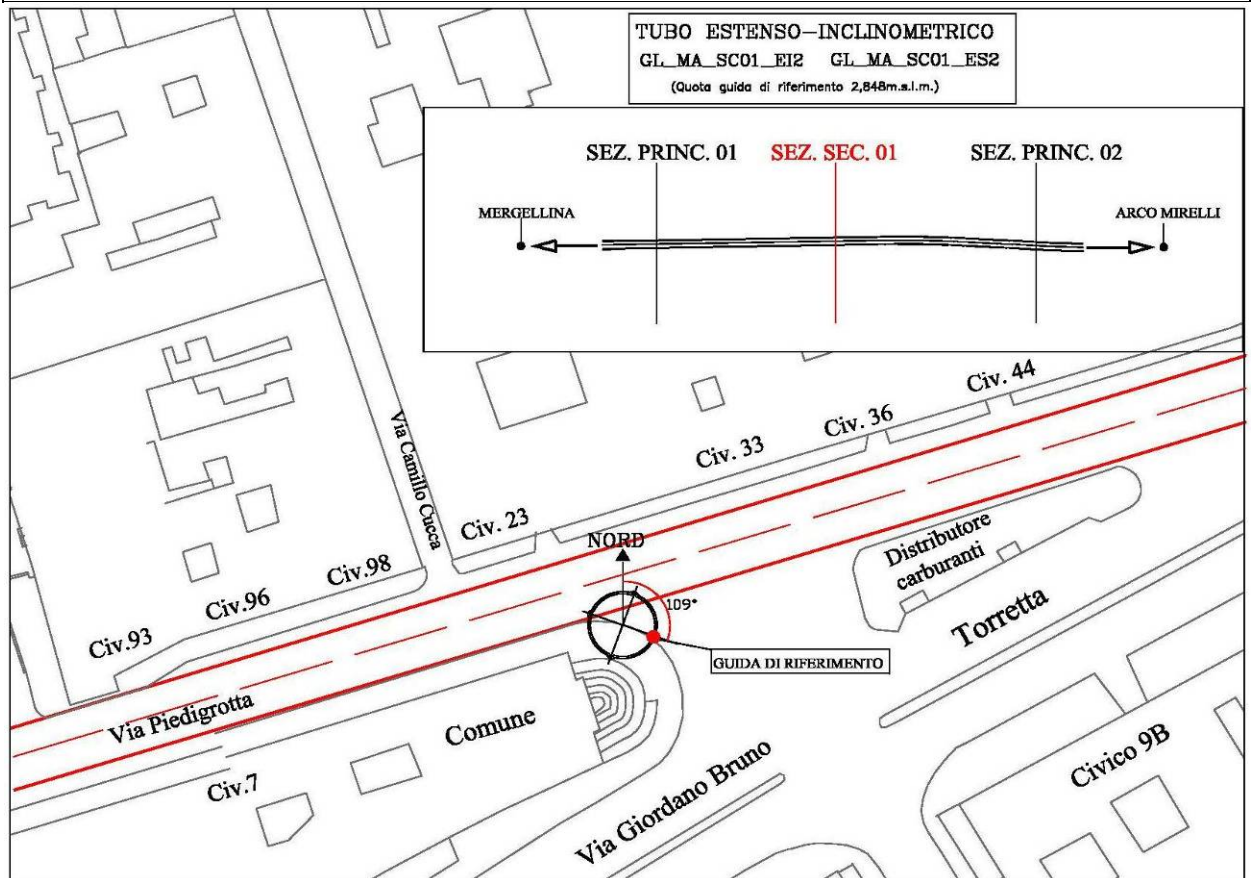 TUBO ESTENSO-INCLINOMETRICO
GL_MA_SC01_EI2 GL_MA_SC01_ES2
(Quota guida di riferimento 2,848m.s.l.m.)
SEZ. PRINC. 01
SEZ. SEC. 01
SEZ. PRINC. 02
MERGELLINA
ARCO MIRELLI
Civ. 44
Civ. 36
Civ. 33
Civ. 23
Via Camillo Cucca
NORD
109°
Civ.98
Civ.96
Civ.93
Distributore
carburanti
Torretta
GUIDA DI RIFERIMENTO
Via Piedigrotta
Comune
Civ.7
Via Giordano Bruno
Civico 9B